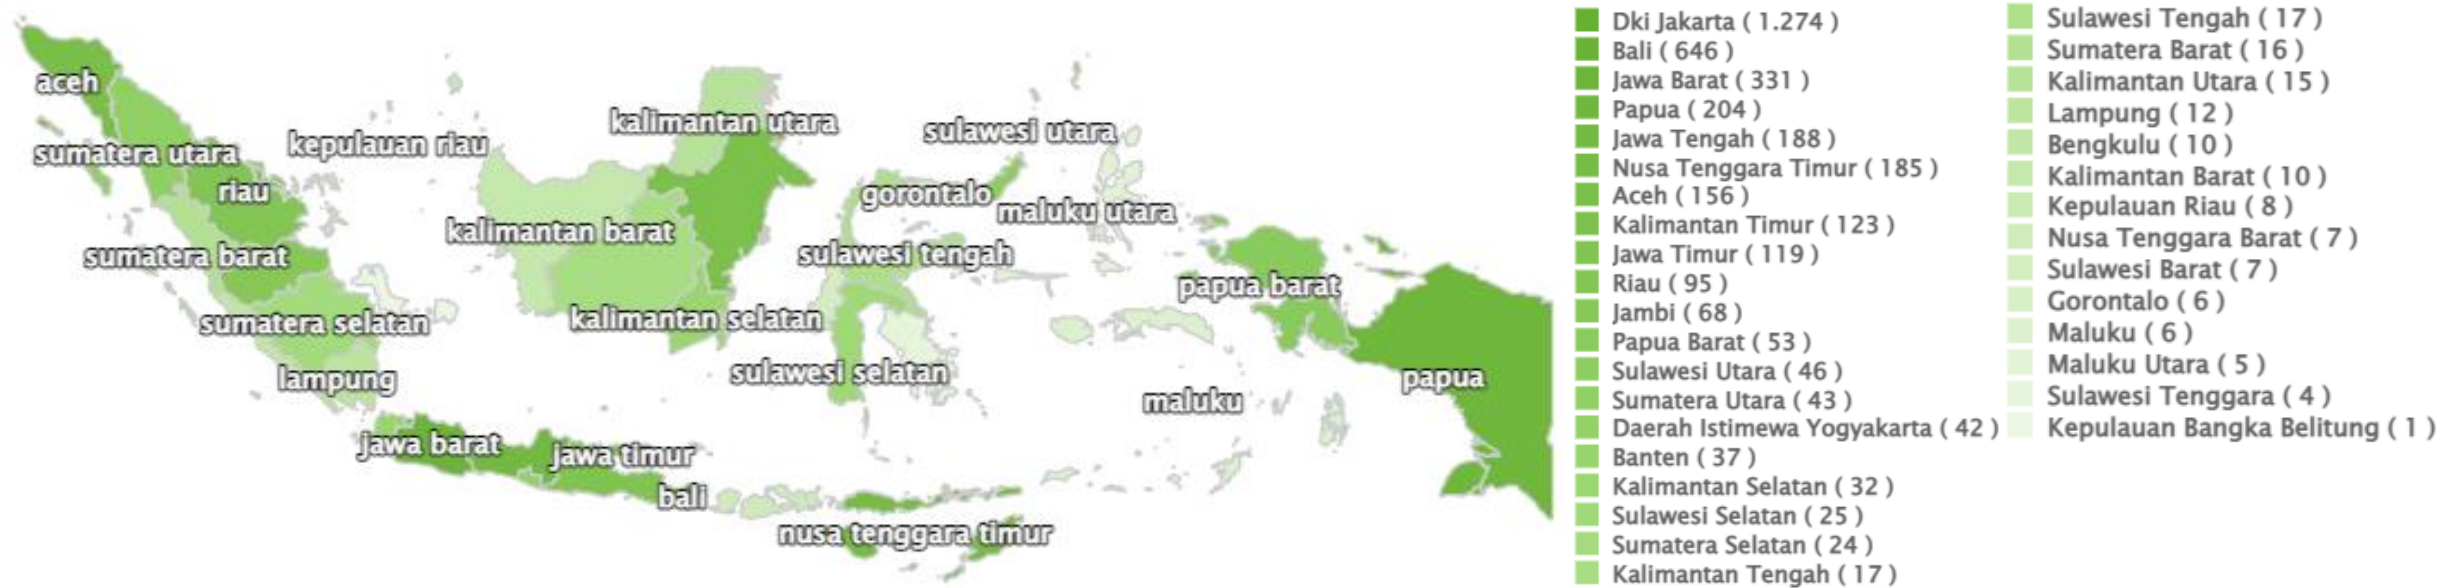 aceh
sumatera utara
kepulauan riau
riau
sumatera barat
sumatera selatan
lampung
kalimantan utara
kalimantan barat
kalimantan selatan
sulawesi utara
gorontalo
maluku utara
sulawesi tengah
sulawesi selatan
papua barat
papua
maluku
jawa barat
jawa timur
bali
nusa tenggara timur
Dki Jakarta ( 1.274 )
Bali ( 646 )
Jawa Barat ( 331 )
Papua ( 204 )
Jawa Tengah ( 188 )
Nusa Tenggara Timur ( 185 )
Aceh ( 156 )
Kalimantan Timur ( 123 )
Jawa Timur ( 119 )
Riau ( 95 )
Jambi ( 68 )
Papua Barat ( 53 )
Sulawesi Utara ( 46 )
Sumatera Utara ( 43 )
Daerah Istimewa Yogyakarta ( 42 )
Banten ( 37 )
Kalimantan Selatan ( 32 )
Sulawesi Selatan ( 25 )
Sumatera Selatan ( 24 )
Kalimantan Tengah ( 17 )
Sulawesi Tengah ( 17 )
Sumatera Barat ( 16 )
Kalimantan Utara ( 15 )
Lampung ( 12 )
Bengkulu ( 10 )
Kalimantan Barat ( 10 )
Kepulauan Riau ( 8 )
Nusa Tenggara Barat ( 7 )
Sulawesi Barat ( 7 )
Gorontalo ( 6 )
Maluku ( 6 )
Maluku Utara ( 5 )
Sulawesi Tenggara ( 4 )
Kepulauan Bangka Belitung ( 1 )